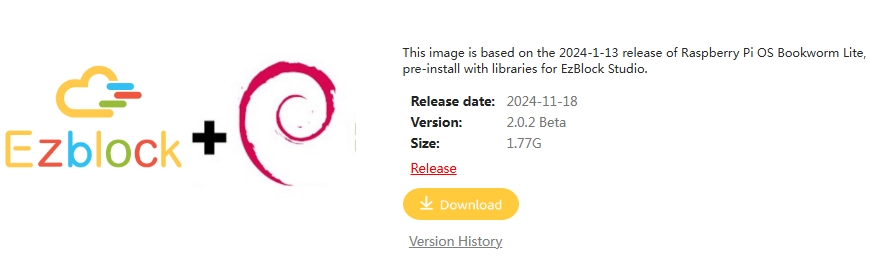 This image is based on the 2024-1-13 release of Raspberry Pi OS Bookworm Lite,
pre-install with libraries for EzBlock Studio.
Ezblock
Release date: 2024-11-18
Version: 2.0.2 Beta
Size: 1.77G
Release
Download
Version History